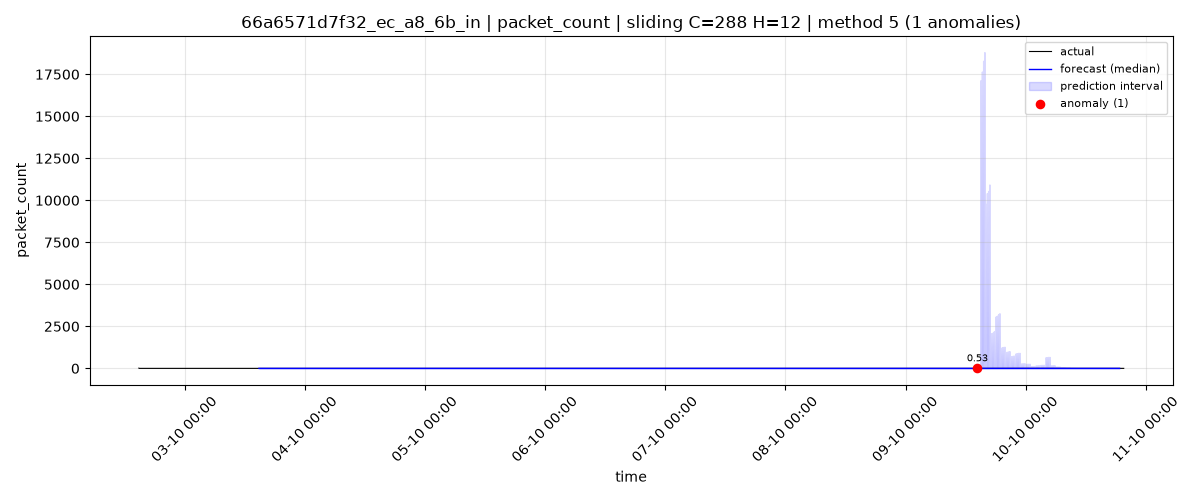 66a6571d7f32_ec_a8_6b_in | packet_count | sliding C=288 H=12 | method 5 (1 anomalies)
actual
forecast (median)
prediction interval
anomaly (1)
packet_count
17500
15000
12500
10000
7500
5000
2500
0
0.53
03-10 00:00
04-10 00:00
05-10 00:00
06-10 00:00
07-10 00:00
08-10 00:00
09-10 00:00
10-10 00:00
11-10 00:00
time